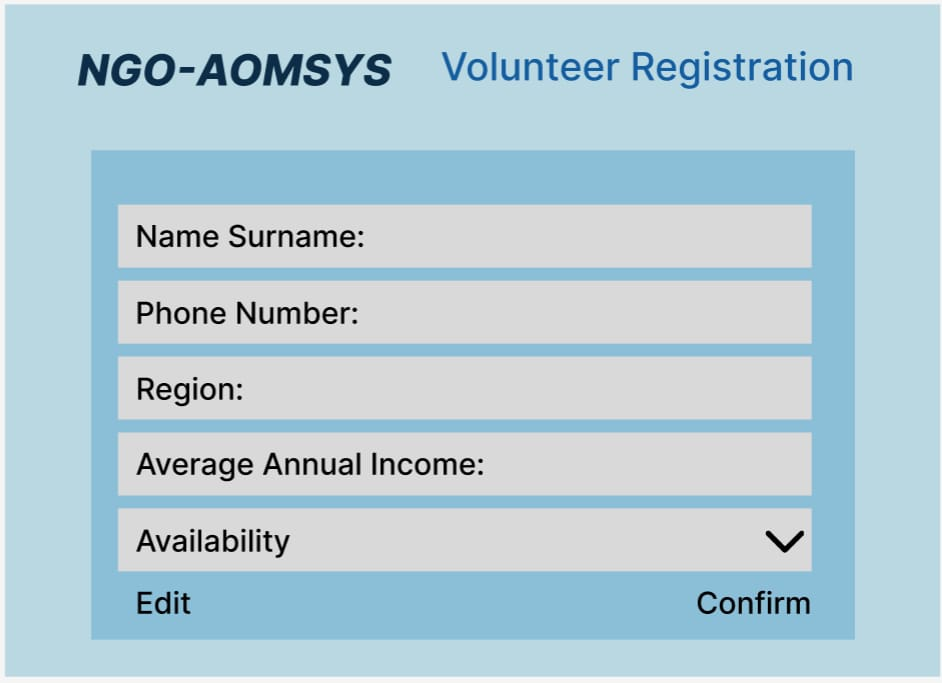 NGO-AOMSYS Volunteer Registration
Name Surname:
Phone Number:
Region:
Average Annual Income:
Availability
Edit Confirm